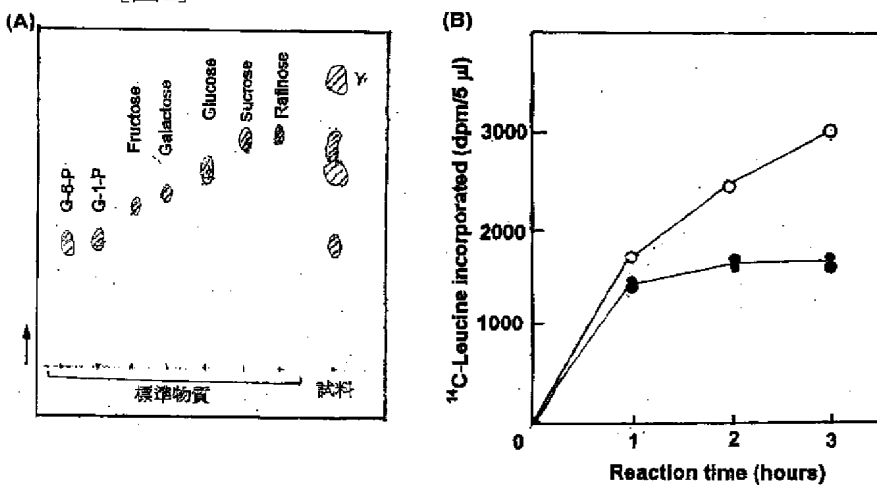 (A)
G-6-P
G-1-P
Fructose
Galactose
Glucose
Sucrose
Rafinose
標準物質
試料
(B)
¹⁴C-Leucine incorporated (dpm/5 µl)
3000
2000
1000
0
1
2
3
Reaction time (hours)